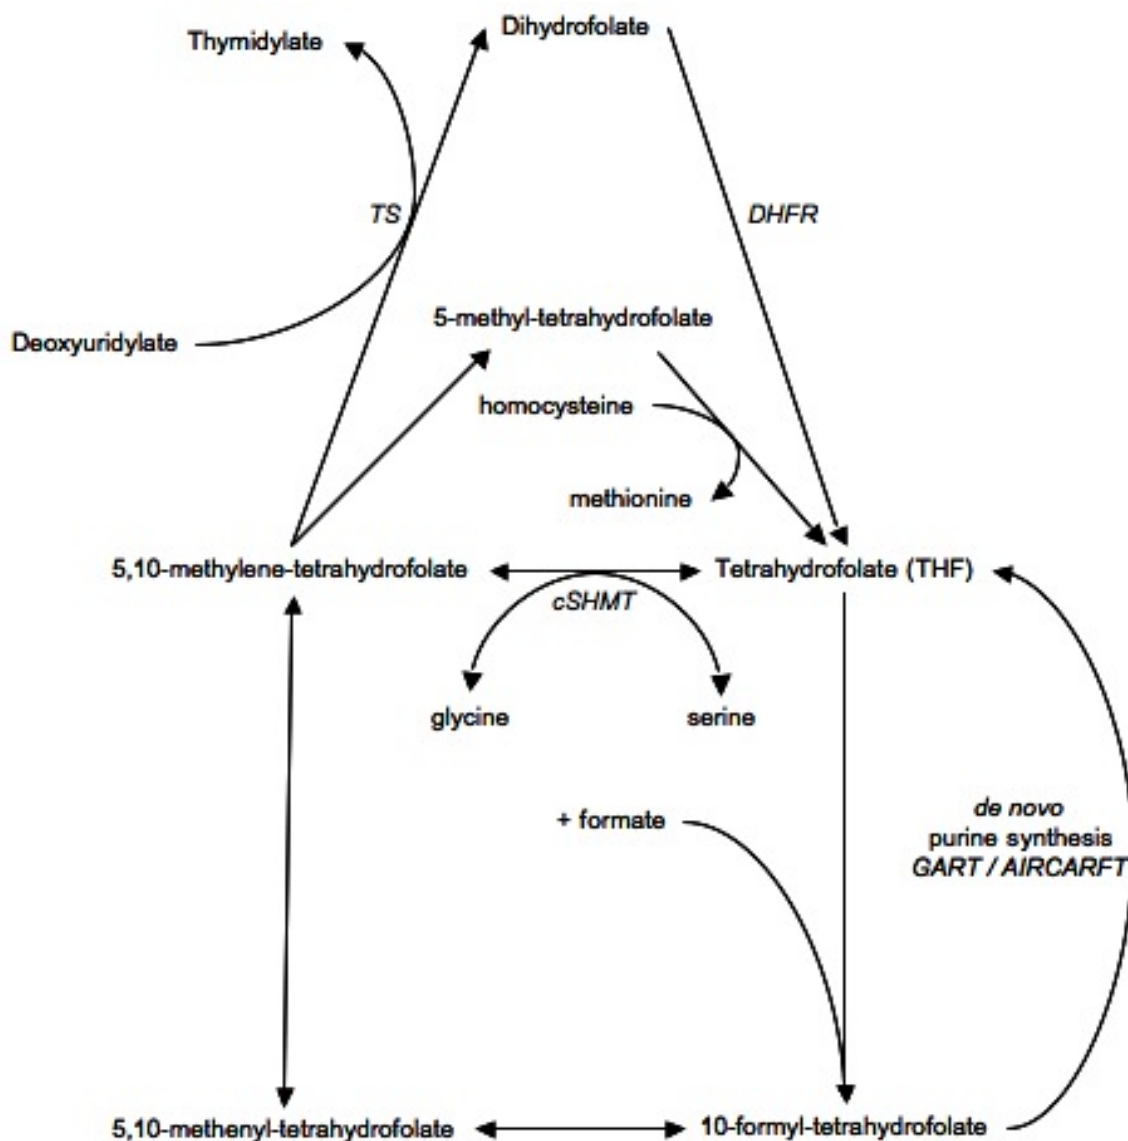 Thymidylate
Dihydrofolate
TS
DHFR
5-methyl-tetrahydrofolate
Deoxyuridylate
homocysteine
methionine
5,10-methylene-tetrahydrofolate
Tetrahydrofolate (THF)
cSHMT
glycine
serine
+ formate
de novo
purine synthesis
GART / AIRCARFT
5,10-methenyl-tetrahydrofolate
10-formyl-tetrahydrofolate